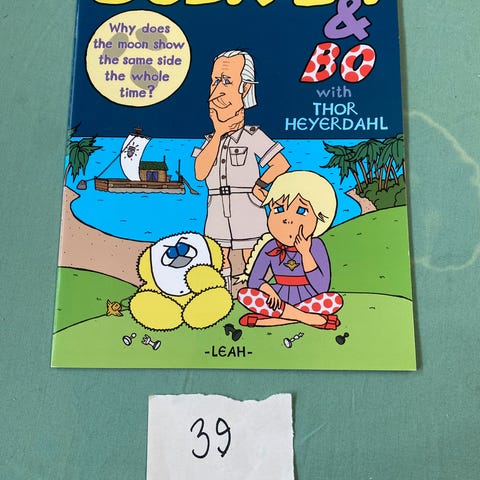 &
BO
with
THOR
HEYERDAHL
Why does
the moon show
the same side
the whole
time?
-LEAH-
39